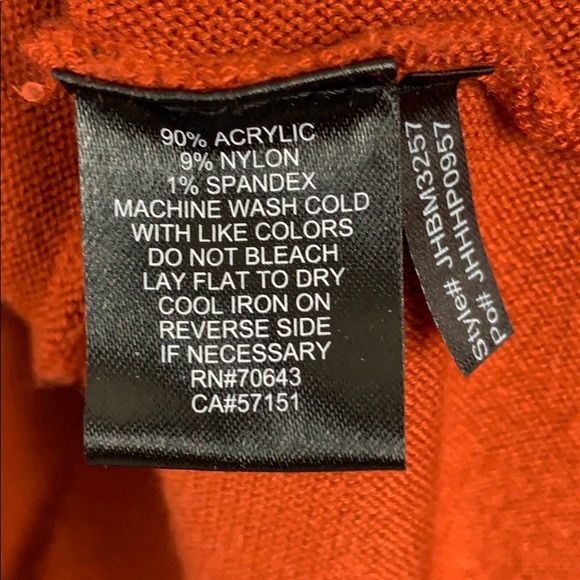 90% ACRYLIC
9% NYLON
1% SPANDEX
MACHINE WASH COLD
WITH LIKE COLORS
DO NOT BLEACH
LAY FLAT TO DRY
COOL IRON ON
REVERSE SIDE
IF NECESSARY
RN#70643
CA#57151
Style# JHBM3257
Po# JHHHP0957